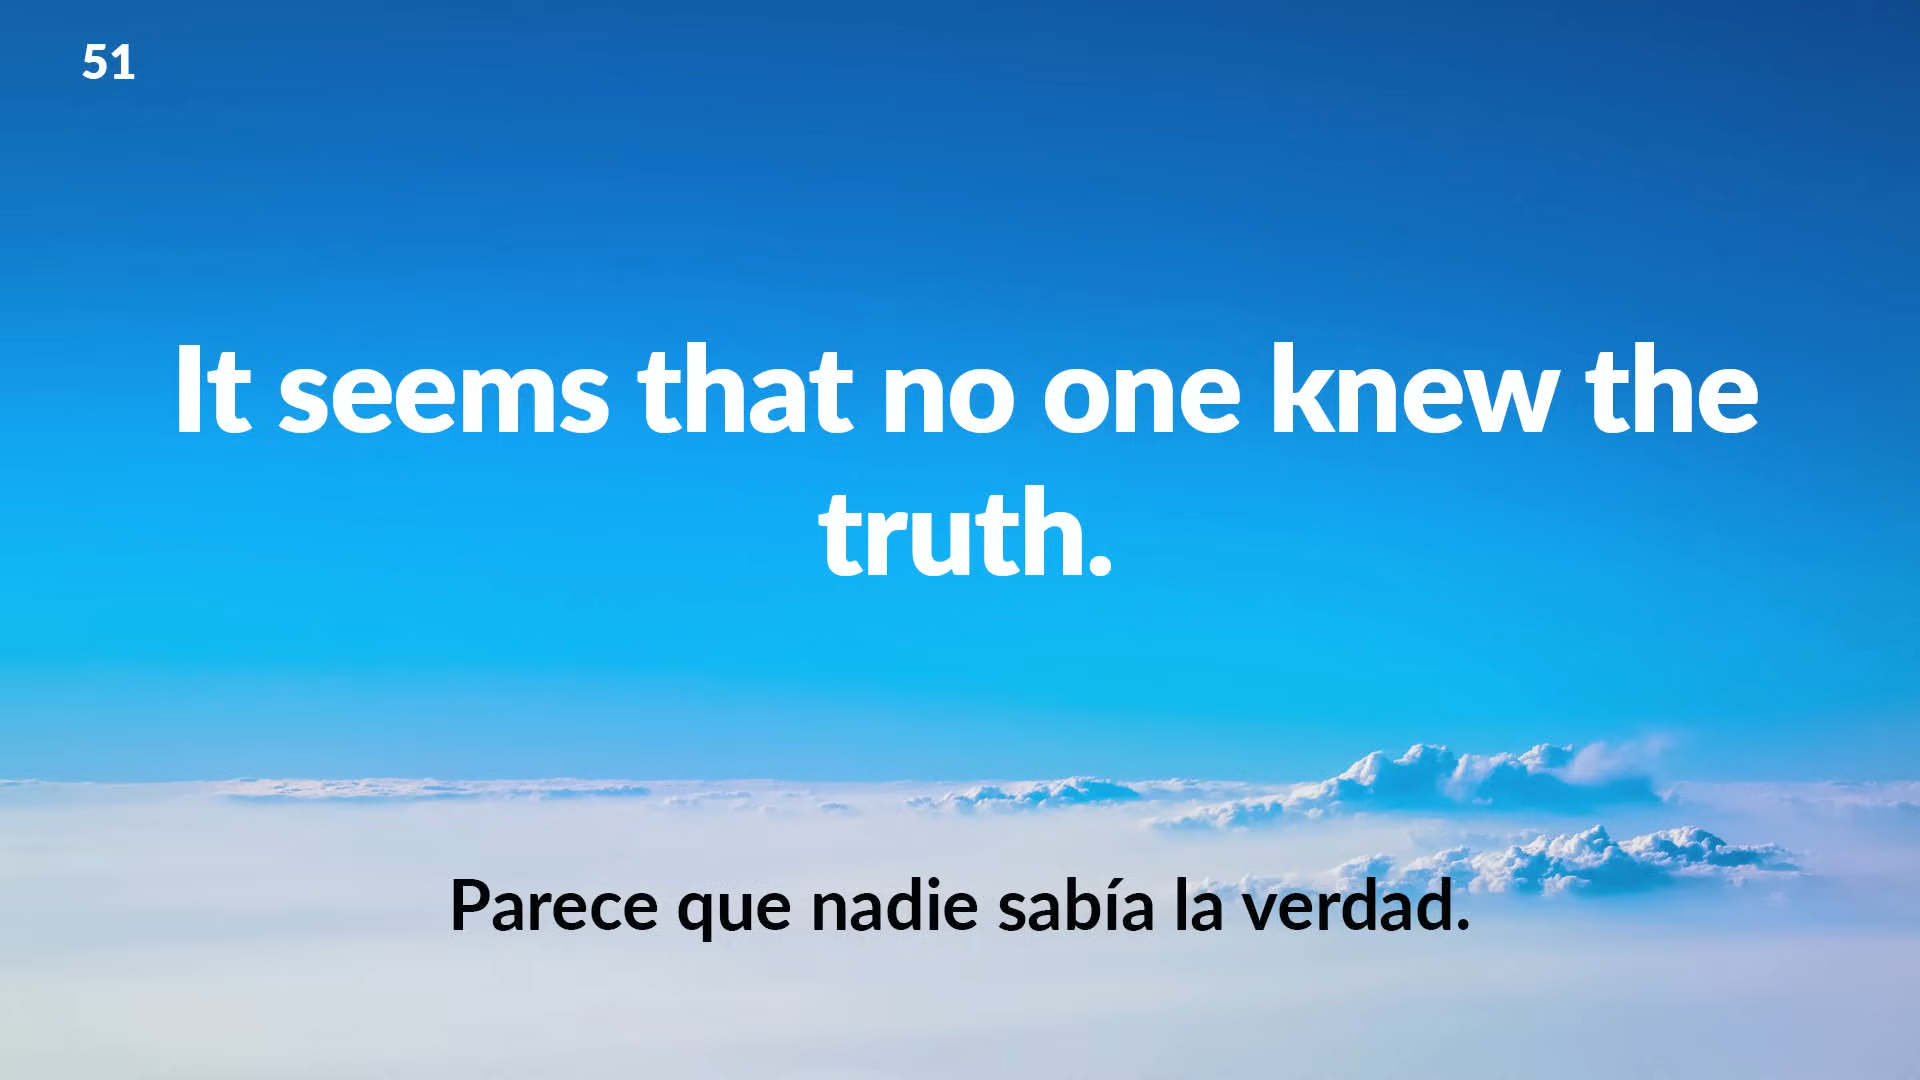 51
It seems that no one knew the
truth.
Parece que nadie sabía la verdad.